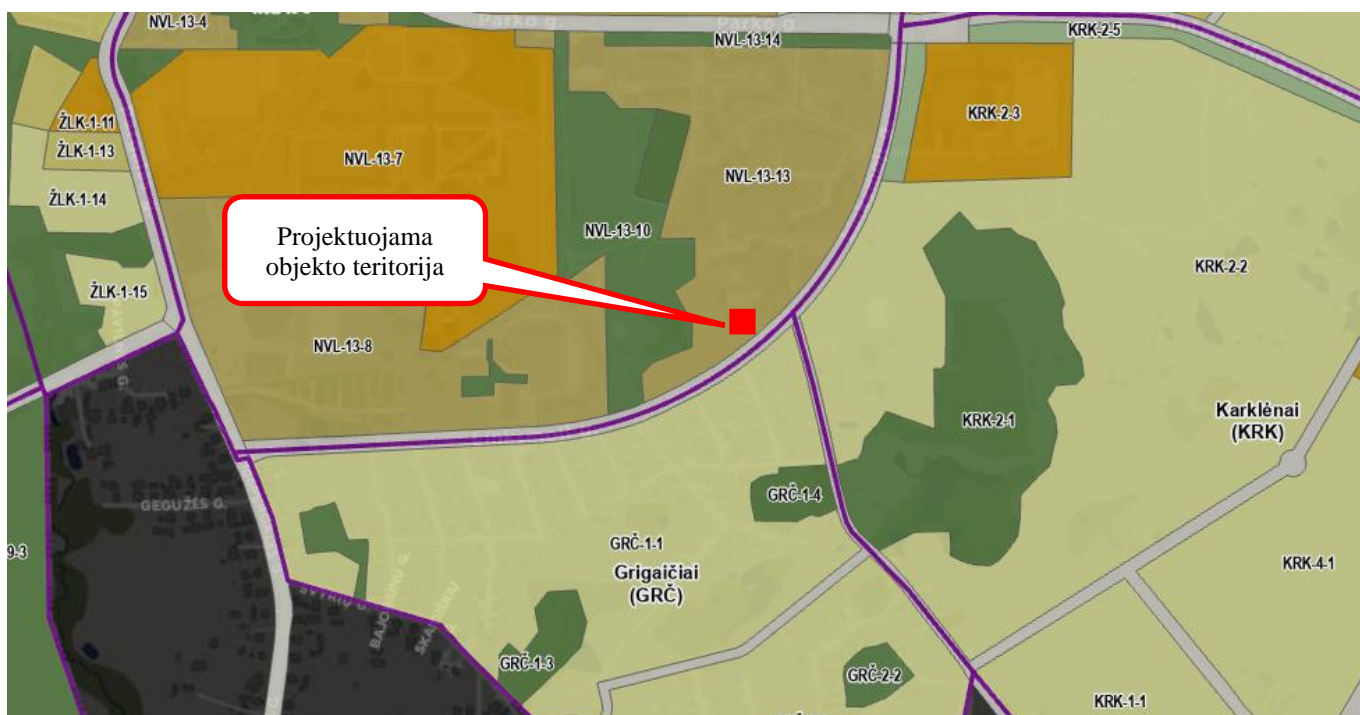 NVL-13-4
Parko g.
Parko g.
NVL-13-14
KRK-2-5
ŽLK-1-11
KRK-2-3
ŽLK-1-13
NVL-13-7
NVL-13-13
ŽLK-1-14
Projektuojama
objekto teritorija
NVL-13-10
KRK-2-2
ŽLK-1-15
NVL-13-8
KRK-2-1
Karklėnai
(KRK)
GEGUŽĖS G.
GRČ-1-4
GRČ-1-1
9-3
Grigaičiai
(GRČ)
KRK-4-1
BAJORIŪNŲ G.
GRČ-1-3
GRČ-2-2
KRK-1-1